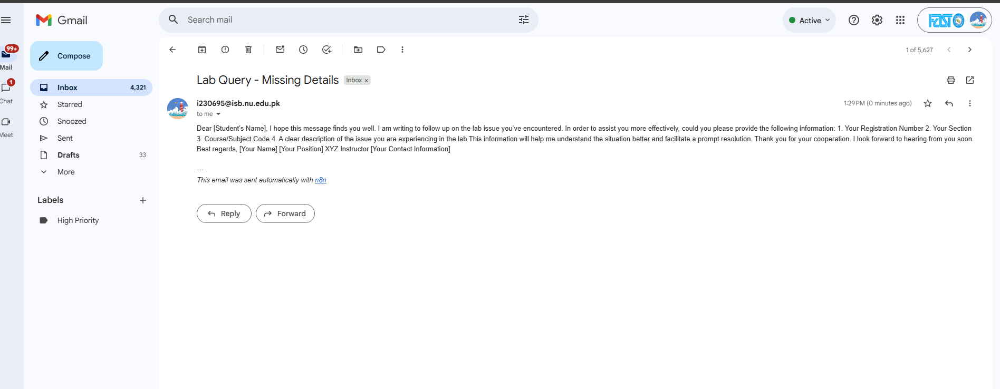 Gmail
Search mail
Active
99+
Mail
Compose
1 of 5,627
Lab Query - Missing Details
Inbox ×
1
Chat
Inbox 4,321
i230695@isb.nu.edu.pk
1:29 PM (0 minutes ago)
to me
Starred
Snoozed
Meet
Sent
Drafts 33
More
Dear [Student's Name], I hope this message finds you well. I am writing to follow up on the lab issue you've encountered. In order to assist you more effectively, could you please provide the following information: 1. Your Registration Number 2. Your Section
3. Course/Subject Code 4. A clear description of the issue you are experiencing in the lab This information will help me understand the situation better and facilitate a prompt resolution. Thank you for your cooperation. I look forward to hearing from you soon.
Best regards, [Your Name] [Your Position] XYZ Instructor [Your Contact Information]
---
This email was sent automatically with n8n
Labels
High Priority
Reply
Forward